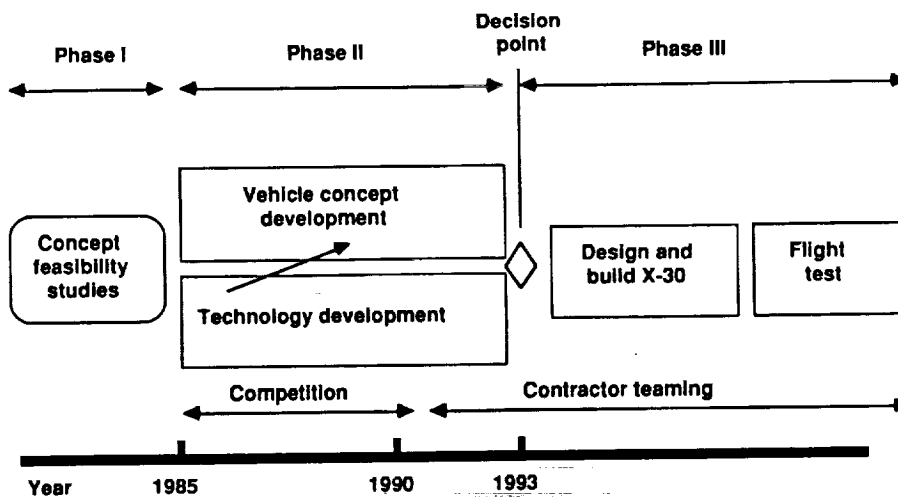 Phase I
Phase II
Decision
point
Phase III
Concept
feasibility
studies
Vehicle concept
development
Technology development
Design and
build X-30
Flight
test
Competition
Contractor teaming
Year
1985
1990
1993